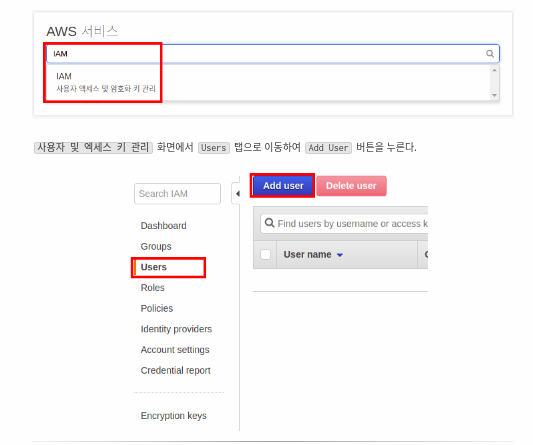 AWS 서비스
IAM
IAM
사용자 액세스 및 암호화 키 관리
사용자 및 엑세스 키 관리 화면에서 Users 탭으로 이동하여 Add User 버튼을 누른다.
Search IAM
Add user Delete user
Find users by username or access k
User name
Dashboard
Groups
Users
Roles
Policies
Identity providers
Account settings
Credential report
Encryption keys